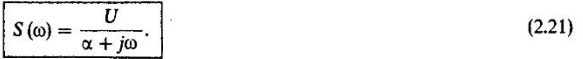 S(ω) = U / (α + jω). (2.21)